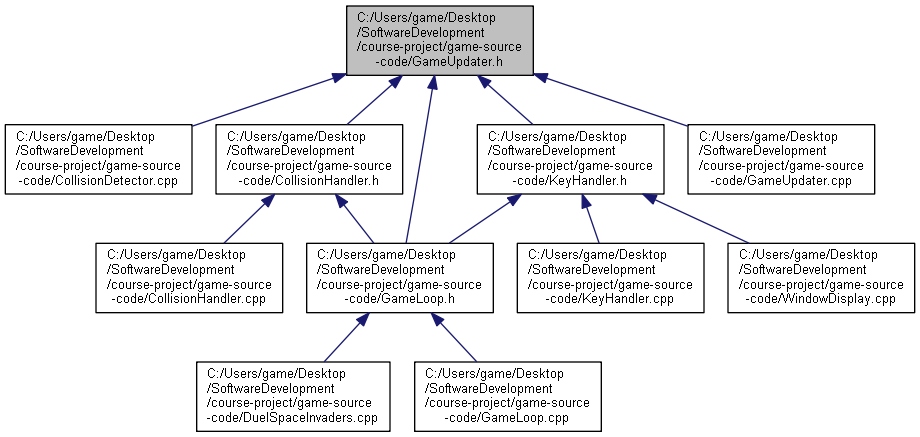 C:/Users/game/Desktop
/SoftwareDevelopment
/course-project/game-source
-code/GameUpdater.h
C:/Users/game/Desktop
/SoftwareDevelopment
/course-project/game-source
-code/CollisionDetector.cpp
C:/Users/game/Desktop
/SoftwareDevelopment
/course-project/game-source
-code/CollisionHandler.h
C:/Users/game/Desktop
/SoftwareDevelopment
/course-project/game-source
-code/KeyHandler.h
C:/Users/game/Desktop
/SoftwareDevelopment
/course-project/game-source
-code/GameUpdater.cpp
C:/Users/game/Desktop
/SoftwareDevelopment
/course-project/game-source
-code/CollisionHandler.cpp
C:/Users/game/Desktop
/SoftwareDevelopment
/course-project/game-source
-code/GameLoop.h
C:/Users/game/Desktop
/SoftwareDevelopment
/course-project/game-source
-code/KeyHandler.cpp
C:/Users/game/Desktop
/SoftwareDevelopment
/course-project/game-source
-code/WindowDisplay.cpp
C:/Users/game/Desktop
/SoftwareDevelopment
/course-project/game-source
-code/DuelSpaceInvaders.cpp
C:/Users/game/Desktop
/SoftwareDevelopment
/course-project/game-source
-code/GameLoop.cpp